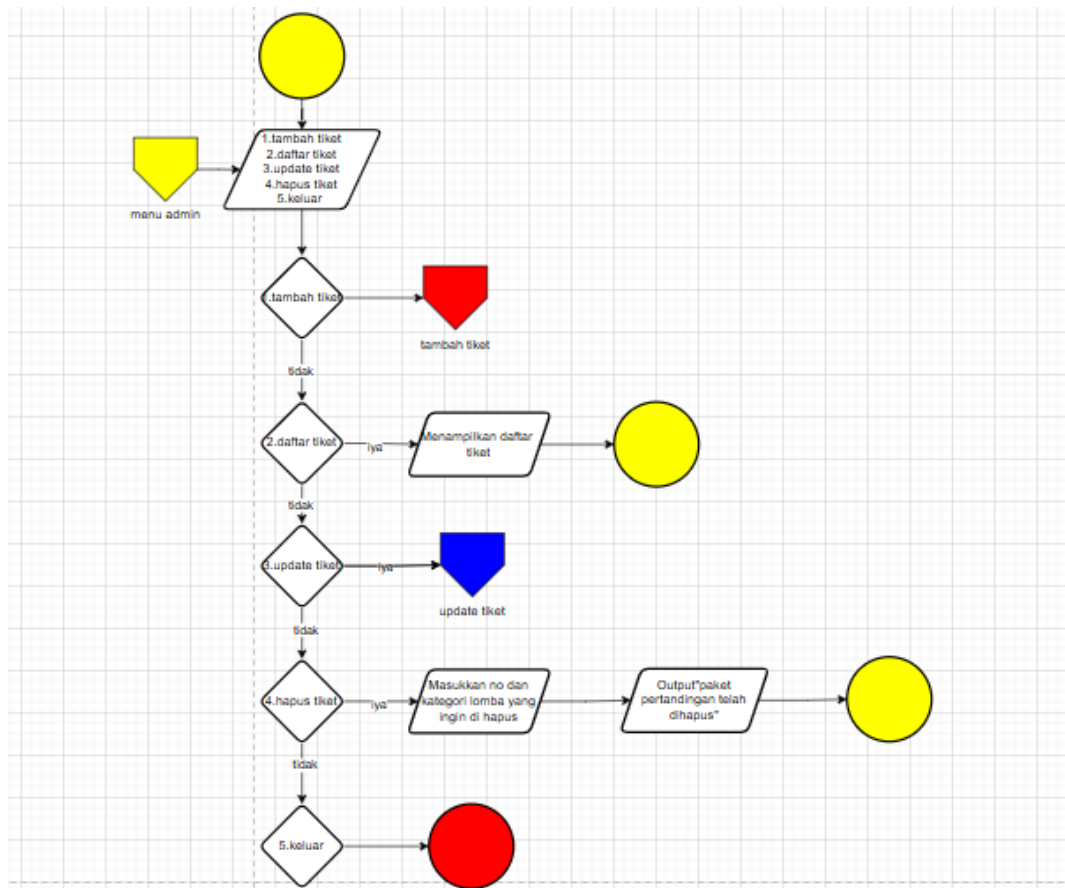 1.tambah tiket
2.daftar tiket
3.update tiket
4.hapus tiket
5.keluar
menu admin
1.tambah tiket
tambah tiket
tidak
2.daftar tiket
iya
Menampilkan daftar
tiket
tidak
3.update tiket
iya
update tiket
tidak
4.hapus tiket
iya
Masukkan no dan
kategori lomba yang
ingin di hapus
Output"paket
pertandingan telah
dihapus"
tidak
5.keluar